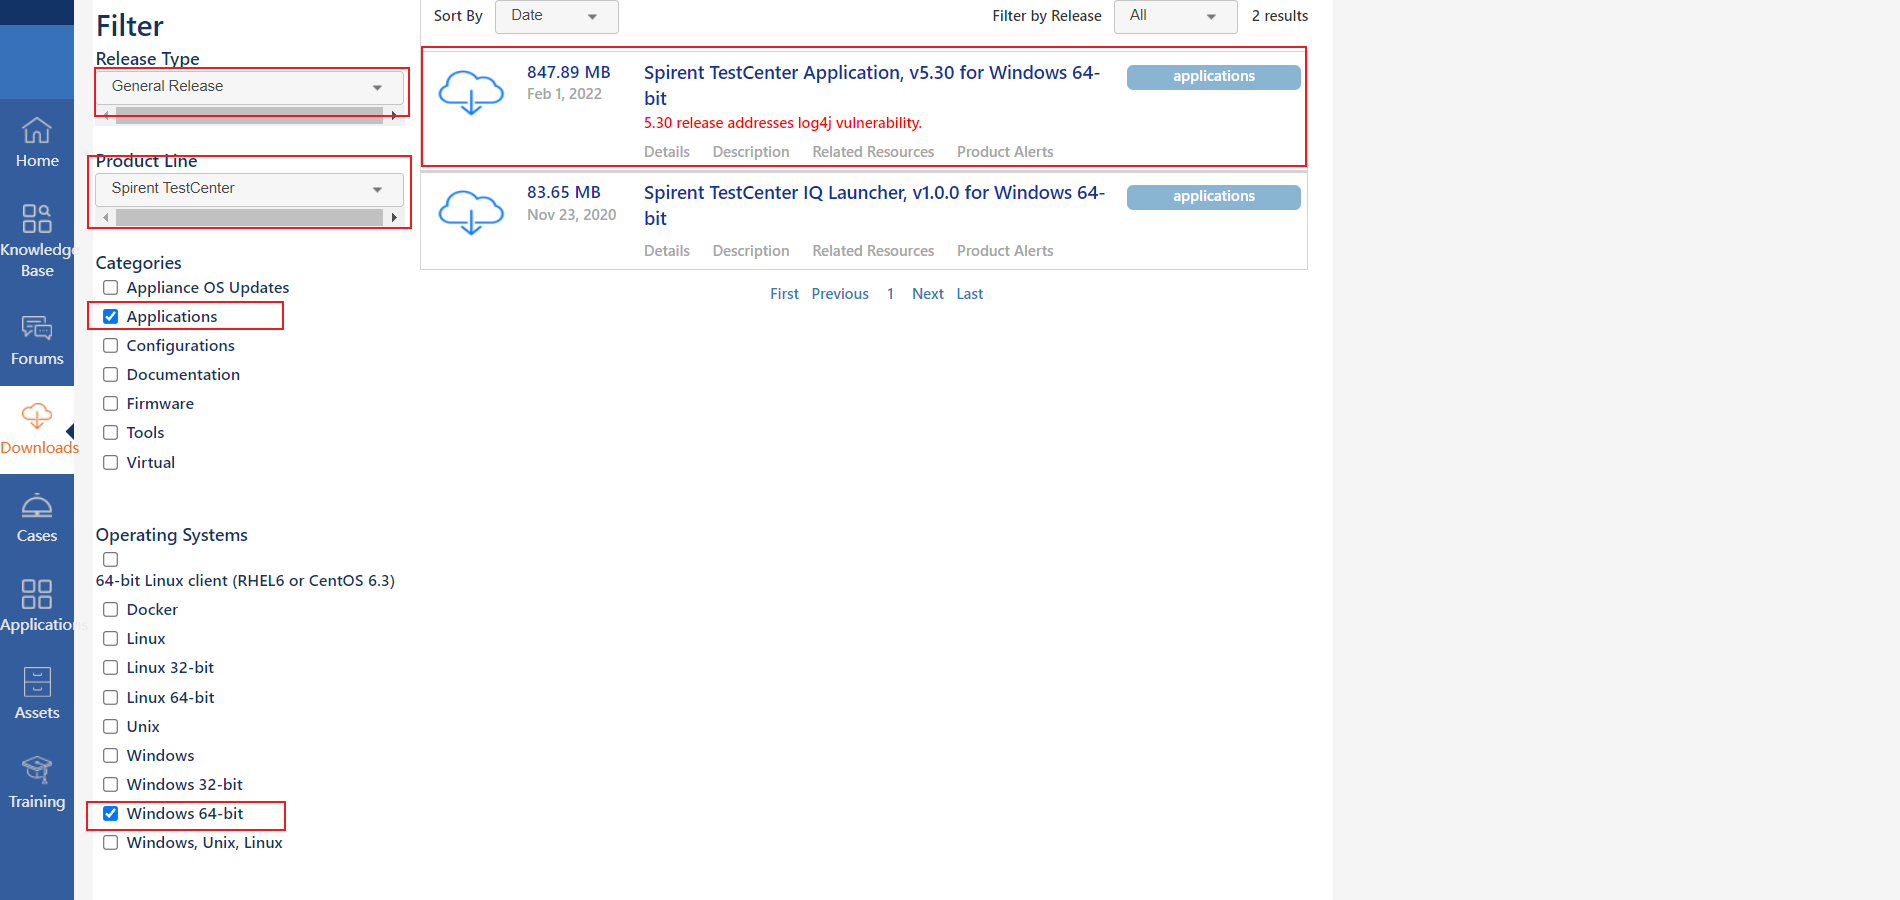 Home
Knowledge
Base
Forums
Downloads
Cases
Applicatio
Assets
Training
Filter
Release Type
General Release
Product Line
Spirent TestCenter
Categories
Appliance OS Updates
Applications
Configurations
Documentation
Firmware
Tools
Virtual
Operating Systems
64-bit Linux client (RHEL6 or CentOS 6.3)
Docker
Linux
Linux 32-bit
Linux 64-bit
Unix
Windows
Windows 32-bit
Windows 64-bit
Windows, Unix, Linux
Sort By Date Filter by Release All 2 results
847.89 MB
Feb 1, 2022
Spirent TestCenter Application, v5.30 for Windows 64-
bit
5.30 release addresses log4j vulnerability.
Details Description Related Resources Product Alerts
applications
83.65 MB
Nov 23, 2020
Spirent TestCenter IQ Launcher, v1.0.0 for Windows 64-
bit
Details Description Related Resources Product Alerts
applications
First Previous 1 Next Last